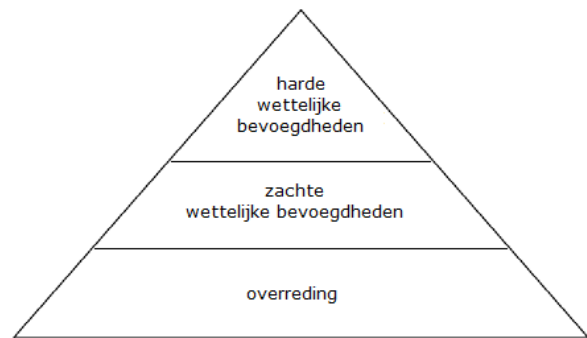 harde
wettelijke
bevoegdheden
zachte
wettelijke bevoegdheden
overreding